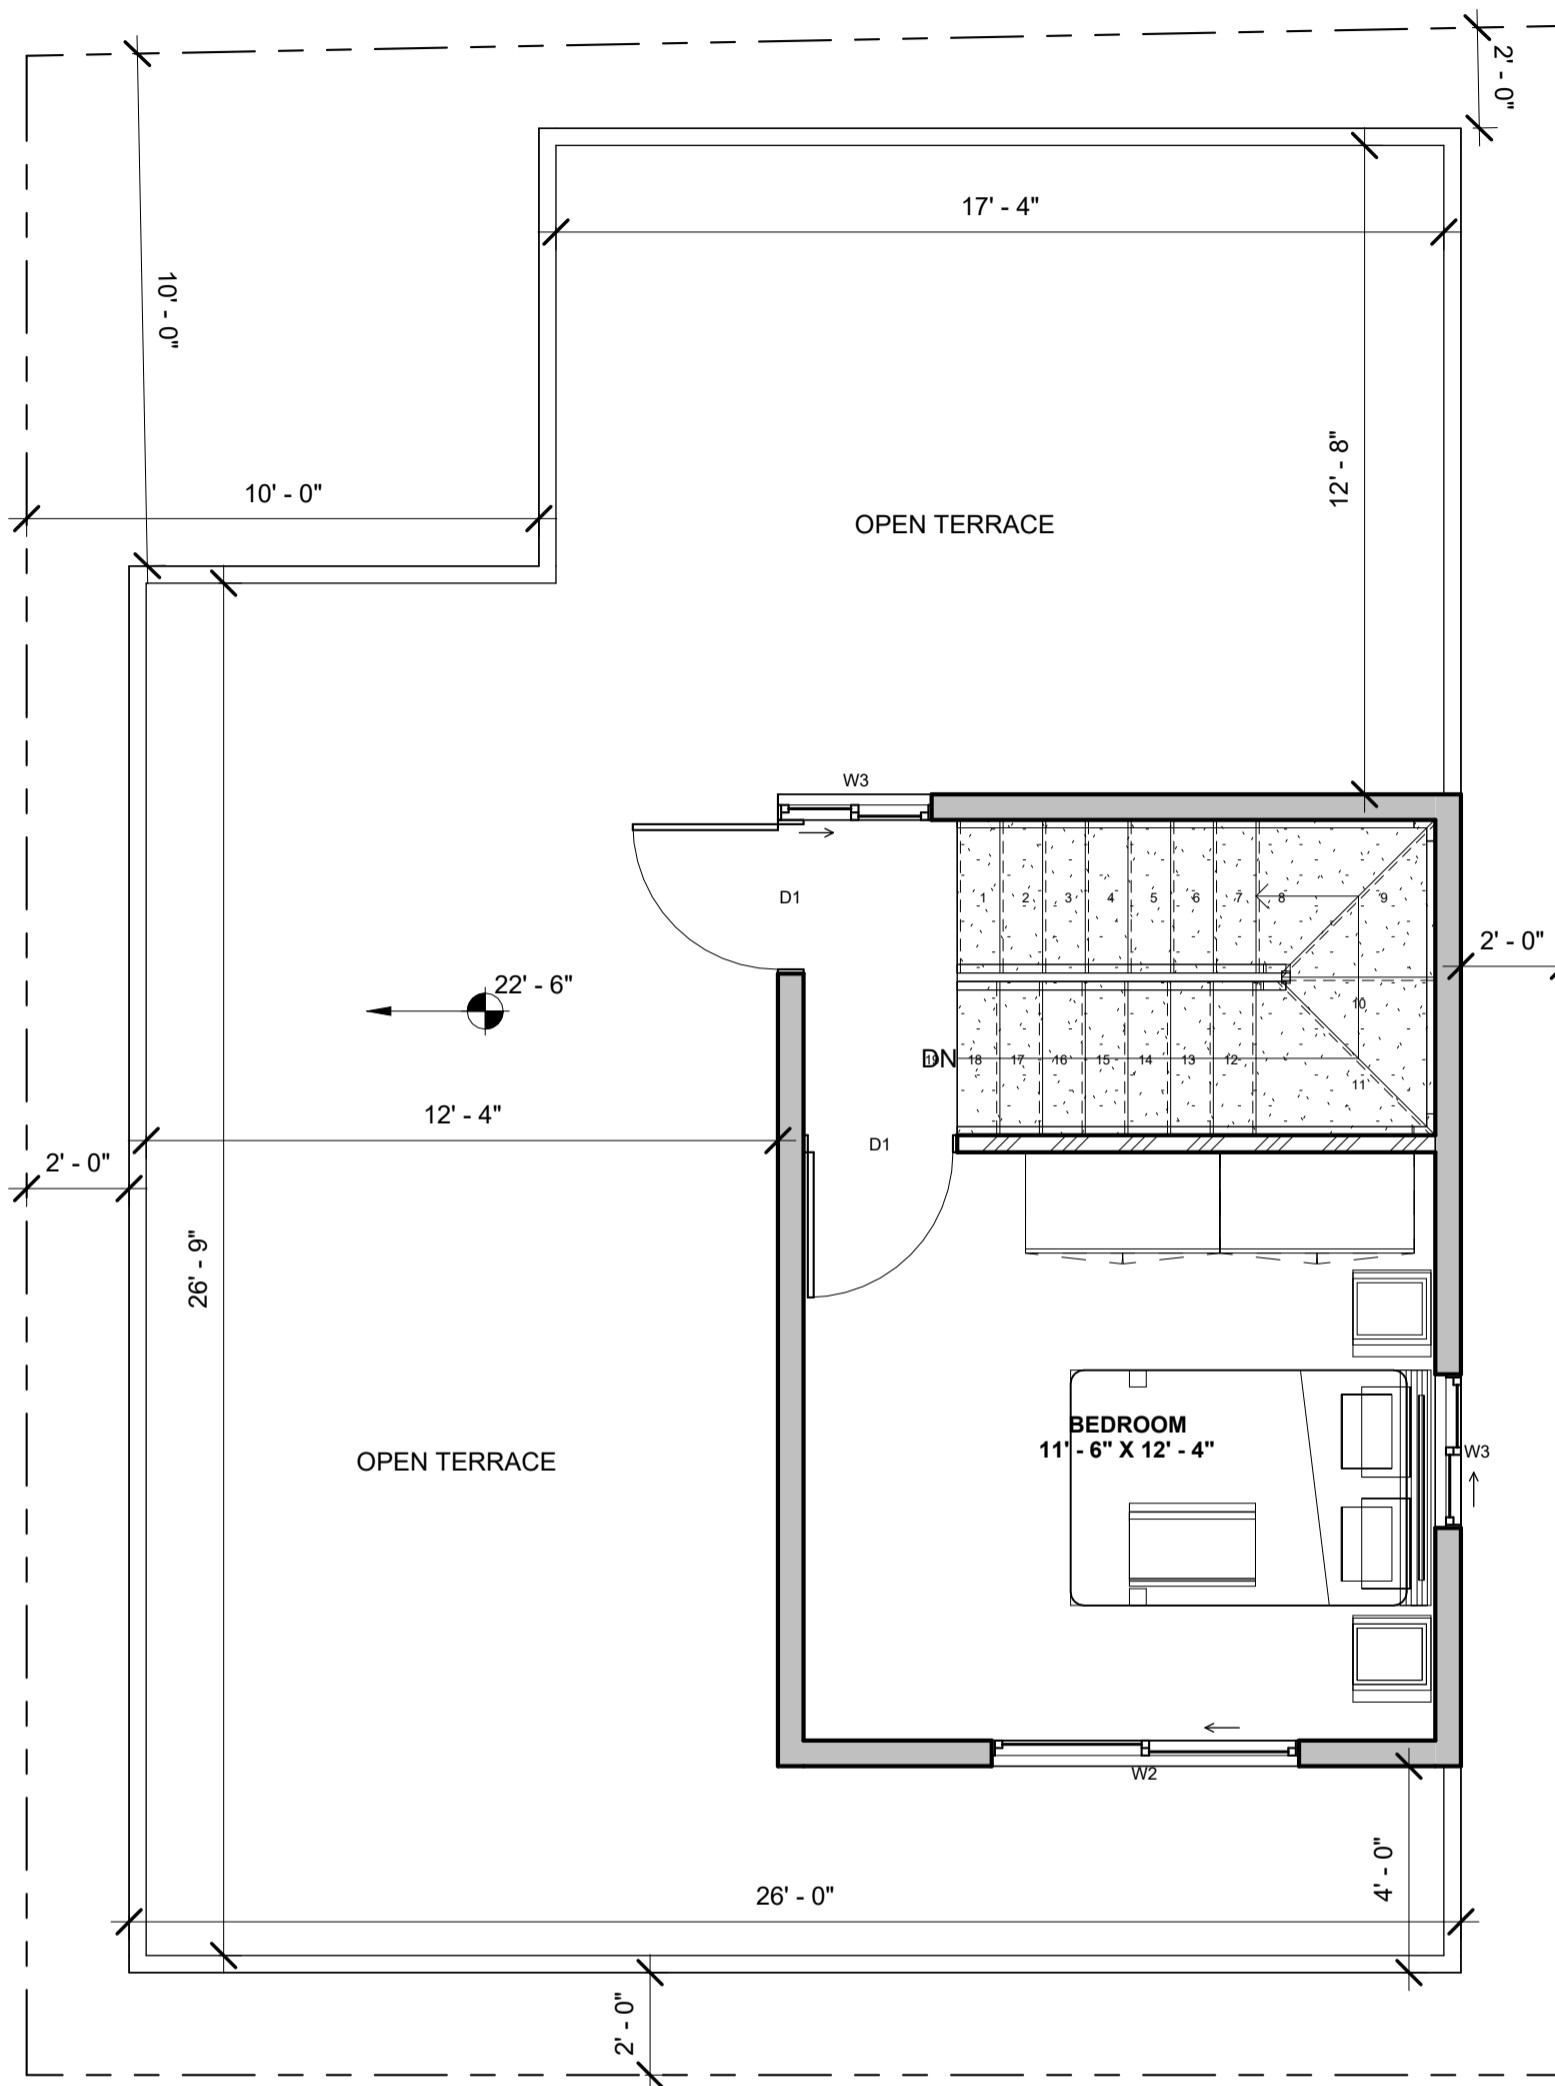 2' - 0"
17' - 4"
10' - 0"
12' - 8"
10' - 0"
OPEN TERRACE
W3
D1
1 2 3 4 5 6 7 8 9
2' - 0"
22' - 6"
10
DN
19 18 17 16 15 14 13 12
11
12' - 4"
D1
2' - 0"
26' - 9"
BEDROOM
11' - 6" X 12' - 4"
W3
OPEN TERRACE
W2
4' - 0"
26' - 0"
2' - 0"